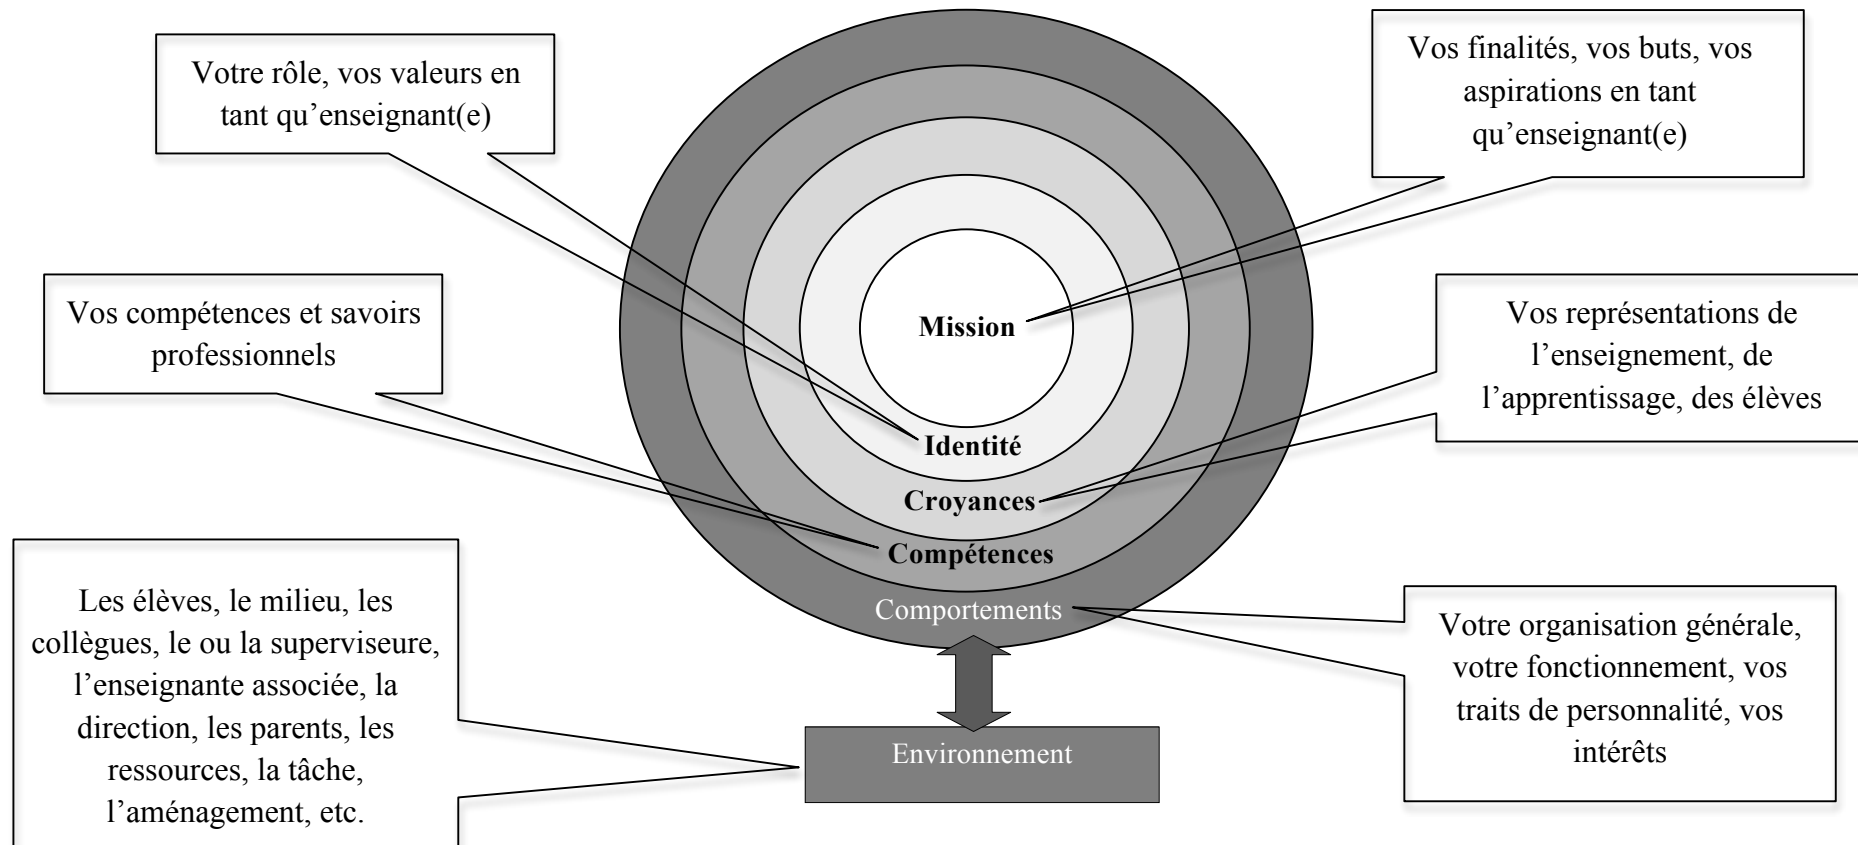 Votre rôle, vos valeurs en
tant qu’enseignant(e)
Vos finalités, vos buts, vos
aspirations en tant
qu’enseignant(e)
Vos compétences et savoirs
professionnels
Mission
Vos représentations de
l’enseignement, de
l’apprentissage, des élèves
Identité
Croyances
Compétences
Comportements
Les élèves, le milieu, les
collègues, le ou la superviseure,
l’enseignante associée, la
direction, les parents, les
ressources, la tâche,
l’aménagement, etc.
Votre organisation générale,
votre fonctionnement, vos
traits de personnalité, vos
intérêts
Environnement